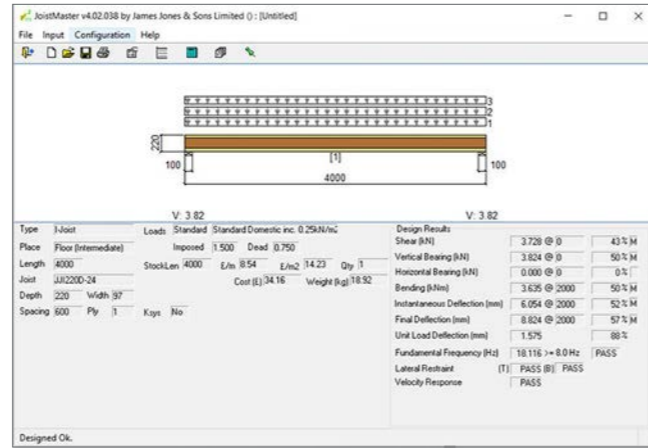 JoistMaster v4.02.038 by James Jones & Sons Limited () : [Untitled]
File Input Configuration Help
3
2
1
220
[1]
100 100
4000
V: 3.82 V: 3.82
Type I-Joist
Place Floor (Intermediate)
Length 4000
Joist JJI220D-24
Depth 220 Width 97
Spacing 600 Ply 1
Loads Standard Standard Domestic inc. 0.25kN/m2
Imposed 1.500 Dead 0.750
StockLen 4000 £/m 8.54 £/m2 14.23 Qty 1
Cost (£) 34.16 Weight (kg) 18.92
Ksys No
Design Results
Shear (kN) 3.728 @ 0 43 % M
Vertical Bearing (kN) 3.824 @ 0 50 % M
Horizontal Bearing (kN) 0.000 @ 0 0 %
Bending (kNm) 3.635 @ 2000 50 % M
Instantaneous Deflection (mm) 6.054 @ 2000 52 % M
Final Deflection (mm) 8.824 @ 2000 57 % M
Unit Load Deflection (mm) 1.575 88 %
Fundamental Frequency (Hz) 18.116 >= 8.0 Hz PASS
Lateral Restraint (T) PASS (B) PASS
Velocity Response PASS
Designed Ok.